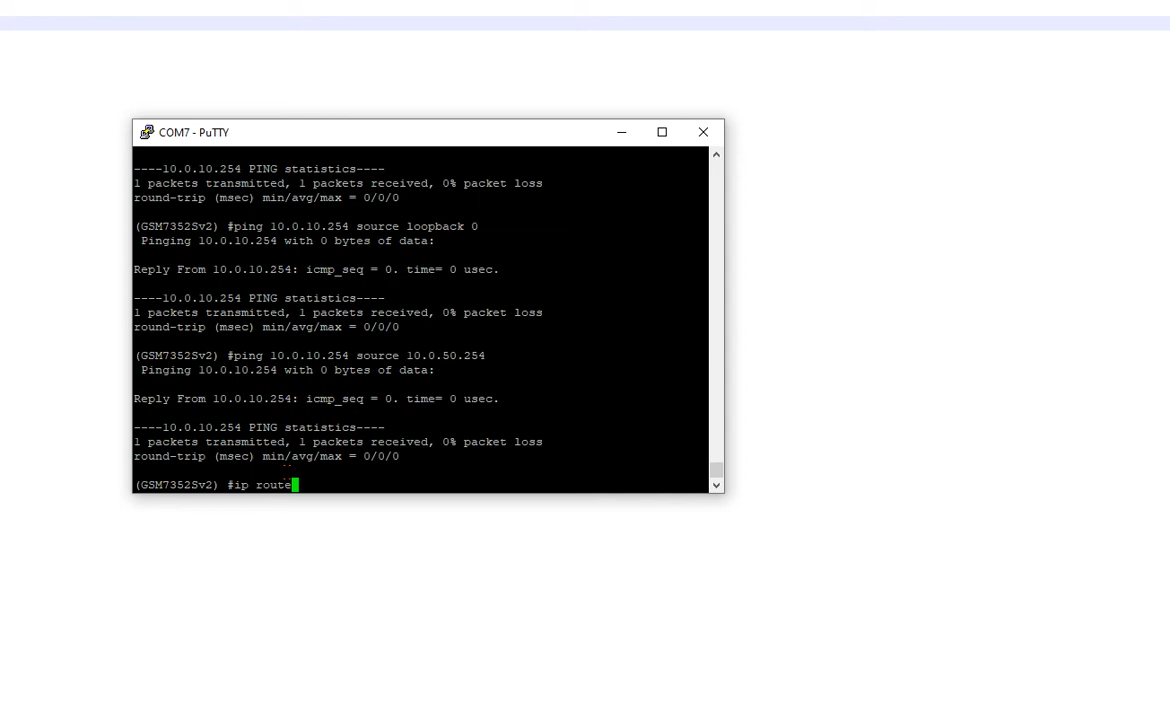 COM7 - PuTTY
----10.0.10.254 PING statistics----
1 packets transmitted, 1 packets received, 0% packet loss
round-trip (msec) min/avg/max = 0/0/0
(GSM7352Sv2) #ping 10.0.10.254 source loopback 0
Pinging 10.0.10.254 with 0 bytes of data:
Reply From 10.0.10.254: icmp_seq = 0. time= 0 usec.
----10.0.10.254 PING statistics----
1 packets transmitted, 1 packets received, 0% packet loss
round-trip (msec) min/avg/max = 0/0/0
(GSM7352Sv2) #ping 10.0.10.254 source 10.0.50.254
Pinging 10.0.10.254 with 0 bytes of data:
Reply From 10.0.10.254: icmp_seq = 0. time= 0 usec.
----10.0.10.254 PING statistics----
1 packets transmitted, 1 packets received, 0% packet loss
round-trip (msec) min/avg/max = 0/0/0
(GSM7352Sv2) #ip route